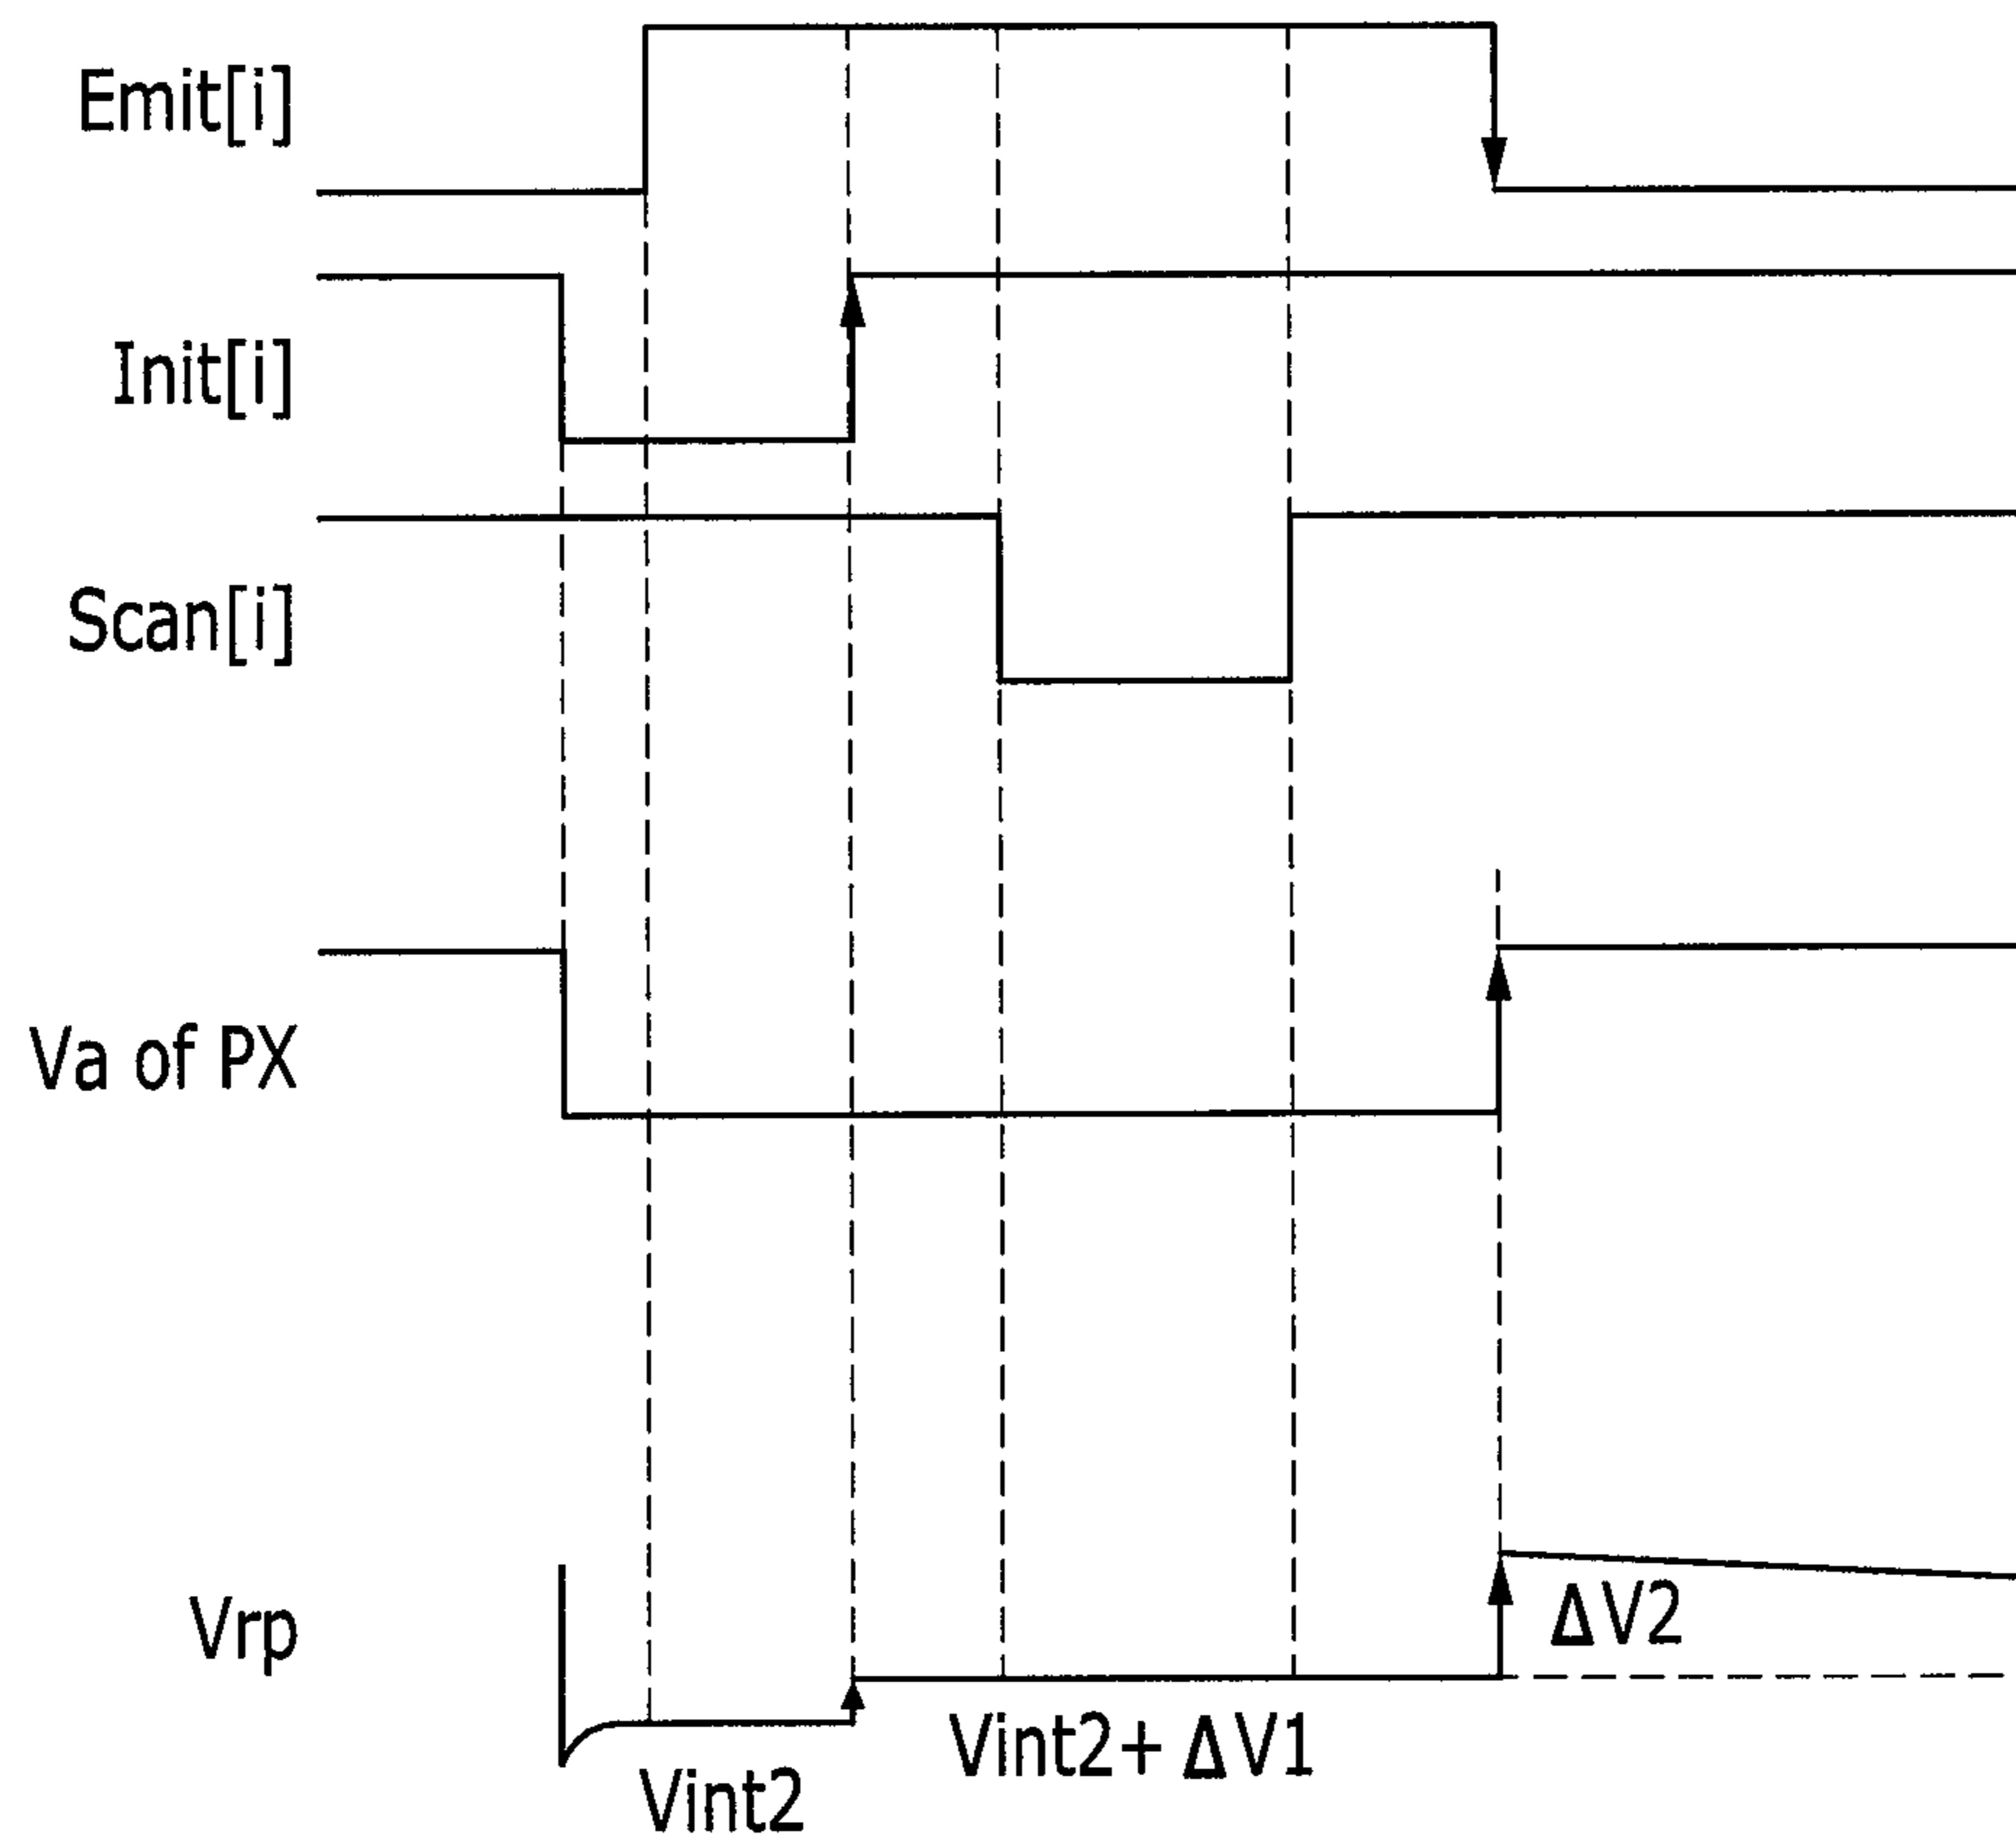 Emit[i]
Init[i]
Scan[i]
Va of PX
Vrp
ΔV2
Vint2+ ΔV1
Vint2